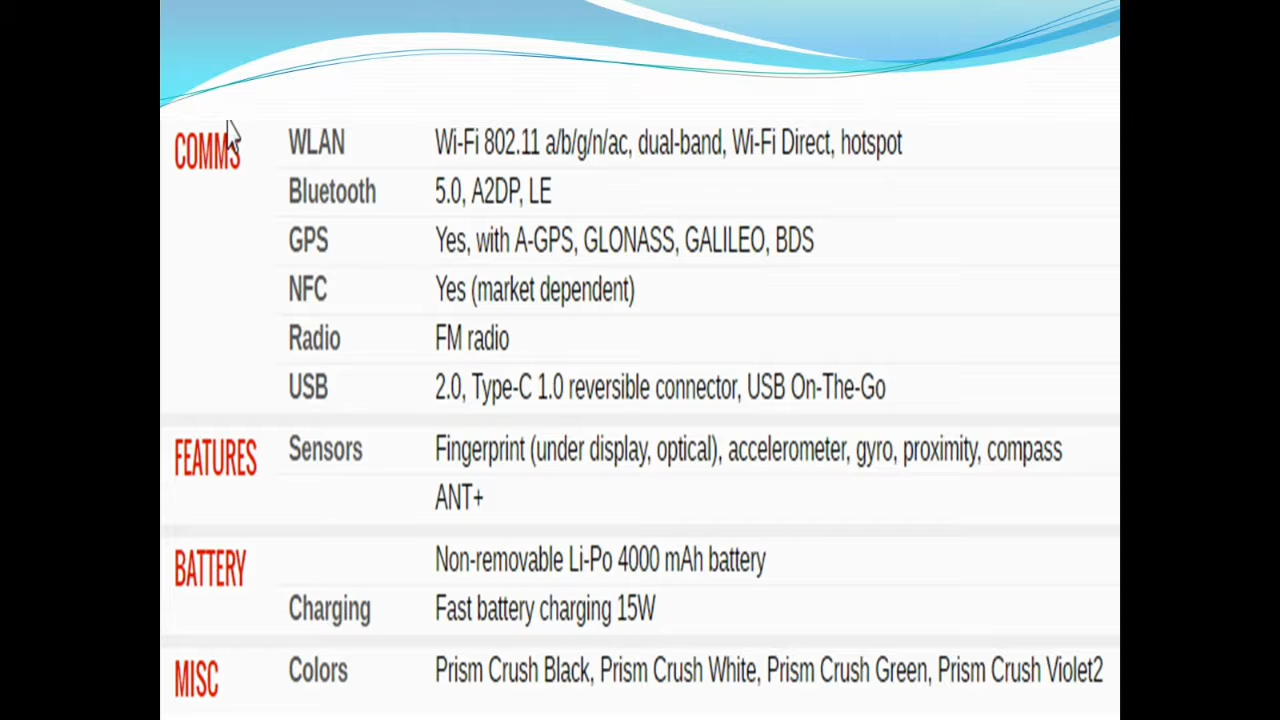 COMMS WLAN Wi-Fi 802.11 a/b/g/n/ac, dual-band, Wi-Fi Direct, hotspot
Bluetooth 5.0, A2DP, LE
GPS Yes, with A-GPS, GLONASS, GALILEO, BDS
NFC Yes (market dependent)
Radio FM radio
USB 2.0, Type-C 1.0 reversible connector, USB On-The-Go
FEATURES Sensors Fingerprint (under display, optical), accelerometer, gyro, proximity, compass
ANT+
BATTERY Non-removable Li-Po 4000 mAh battery
Charging Fast battery charging 15W
MISC Colors Prism Crush Black, Prism Crush White, Prism Crush Green, Prism Crush Violet2